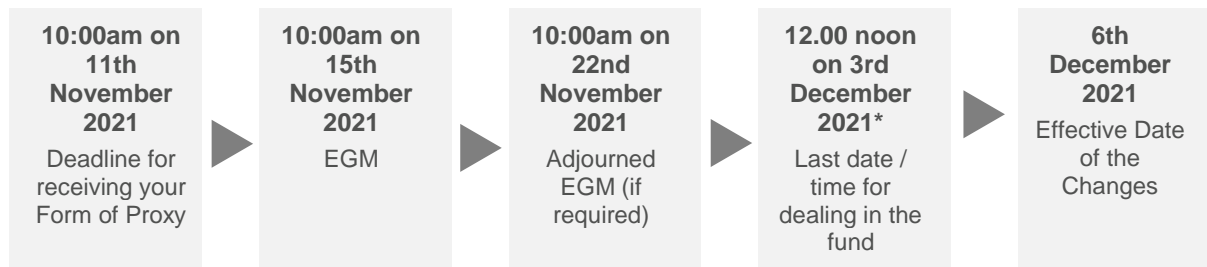 10:00am on
11th
November
2021
Deadline for
receiving your
Form of Proxy
10:00am on
15th
November
2021
EGM
10:00am on
22nd
November
2021
Adjourned
EGM (if
required)
12.00 noon
on 3rd
December
2021*
Last date /
time for
dealing in the
fund
6th
December
2021
Effective Date
of the
Changes